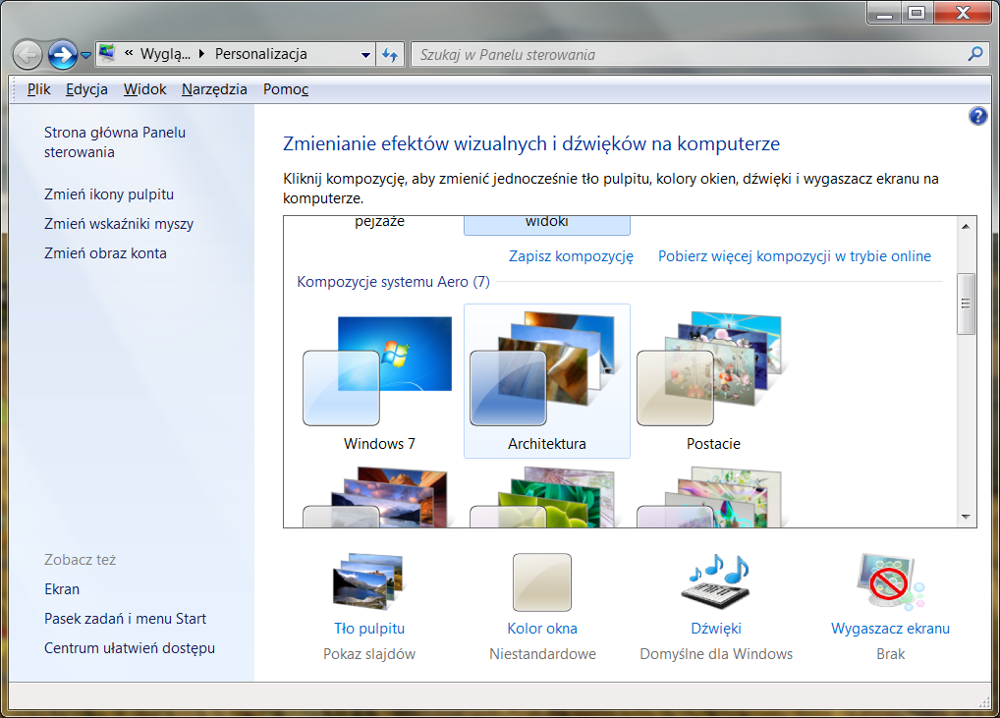 « Wyglą... Personalizacja
Szukaj w Panelu sterowania
Plik Edycja Widok Narzędzia Pomoc
Strona główna Panelu
sterowania
Zmień ikony pulpitu
Zmień wskaźniki myszy
Zmień obraz konta
Zobacz też
Ekran
Pasek zadań i menu Start
Centrum ułatwień dostępu
Zmienianie efektów wizualnych i dźwięków na komputerze
Kliknij kompozycję, aby zmienić jednocześnie tło pulpitu, kolory okien, dźwięki i wygaszacz ekranu na
komputerze.
pejzaże widoki
Zapisz kompozycję Pobierz więcej kompozycji w trybie online
Kompozycje systemu Aero (7)
Windows 7 Architektura Postacie
Tło pulpitu Kolor okna Dźwięki Wygaszacz ekranu
Pokaz slajdów Niestandardowe Domyślne dla Windows Brak